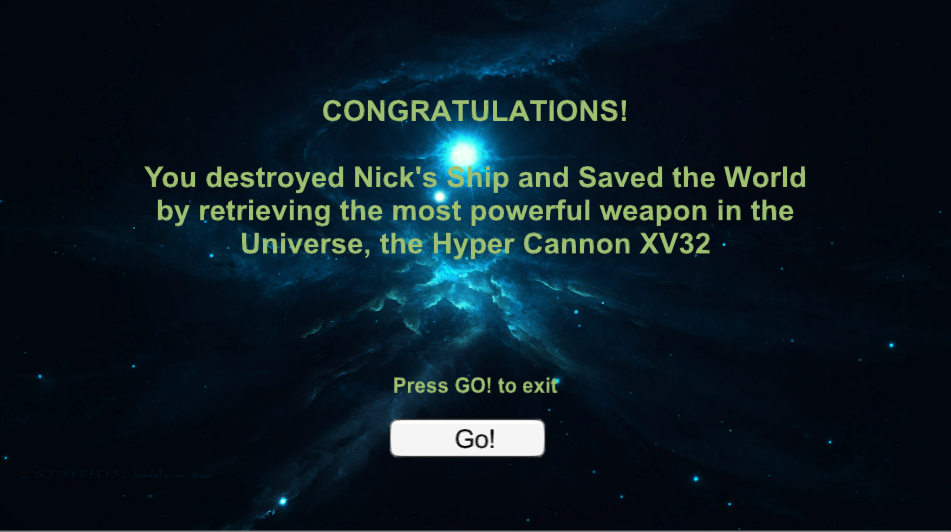 CONGRATULATIONS!
You destroyed Nick's Ship and Saved the World
by retrieving the most powerful weapon in the
Universe, the Hyper Cannon XV32
Press GO! to exit
Go!